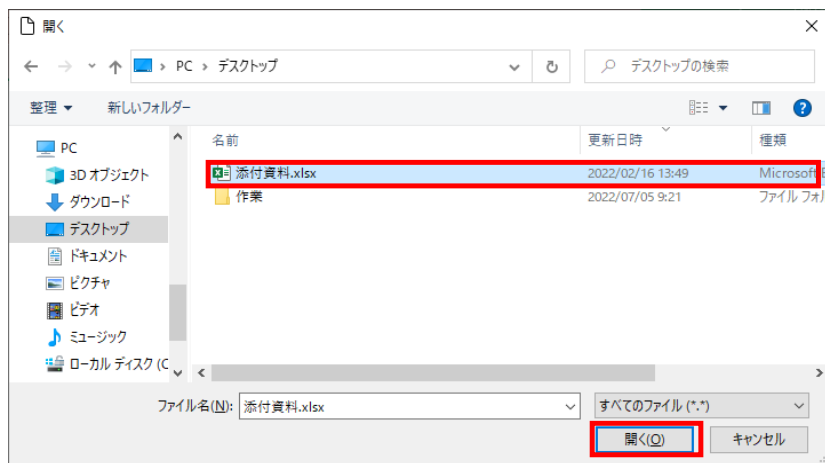 開く
PC › デスクトップ
デスクトップの検索
整理
新しいフォルダー
名前 更新日時 種類
PC
3D オブジェクト
ダウンロード
デスクトップ
ドキュメント
ピクチャ
ビデオ
ミュージック
ローカル ディスク (C
添付資料.xlsx 2022/02/16 13:49 Microsoft E
作業 2022/07/05 9:21 ファイル フォル
ファイル名(N): 添付資料.xlsx すべてのファイル (*.*)
開く(O) キャンセル